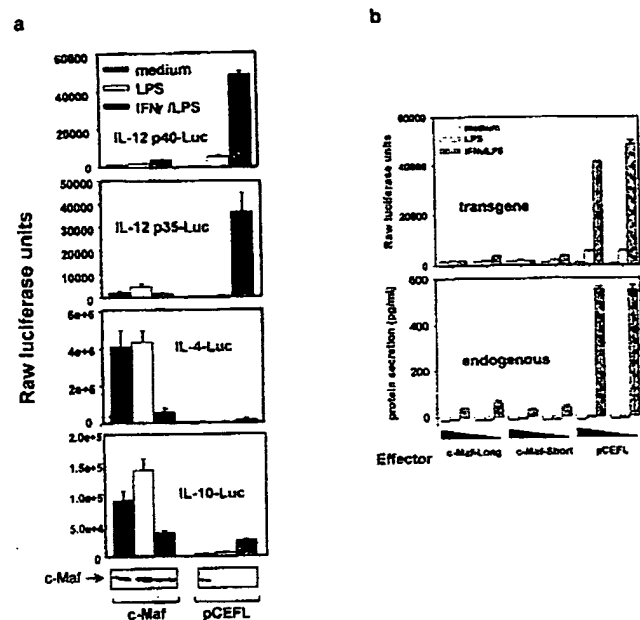 a
Raw luciferase units
60000
40000
20000
0
medium
LPS
IFNγ/LPS
IL-12 p40-Luc
50000
40000
30000
20000
10000
0
IL-12 p35-Luc
6e+6
4e+6
2e+6
0
IL-4-Luc
2.0e+5
1.5e+5
1.0e+5
5.0e+4
0.0
IL-10-Luc
c-Maf →
c-Maf
pCEFL
b
Raw luciferase units
60000
40000
20000
0
medium
LPS
IFNγ/LPS
transgene
protein secretion (pg/ml)
600
400
200
0
endogenous
Effector
c-Maf-Long
c-Maf-Short
pCEFL